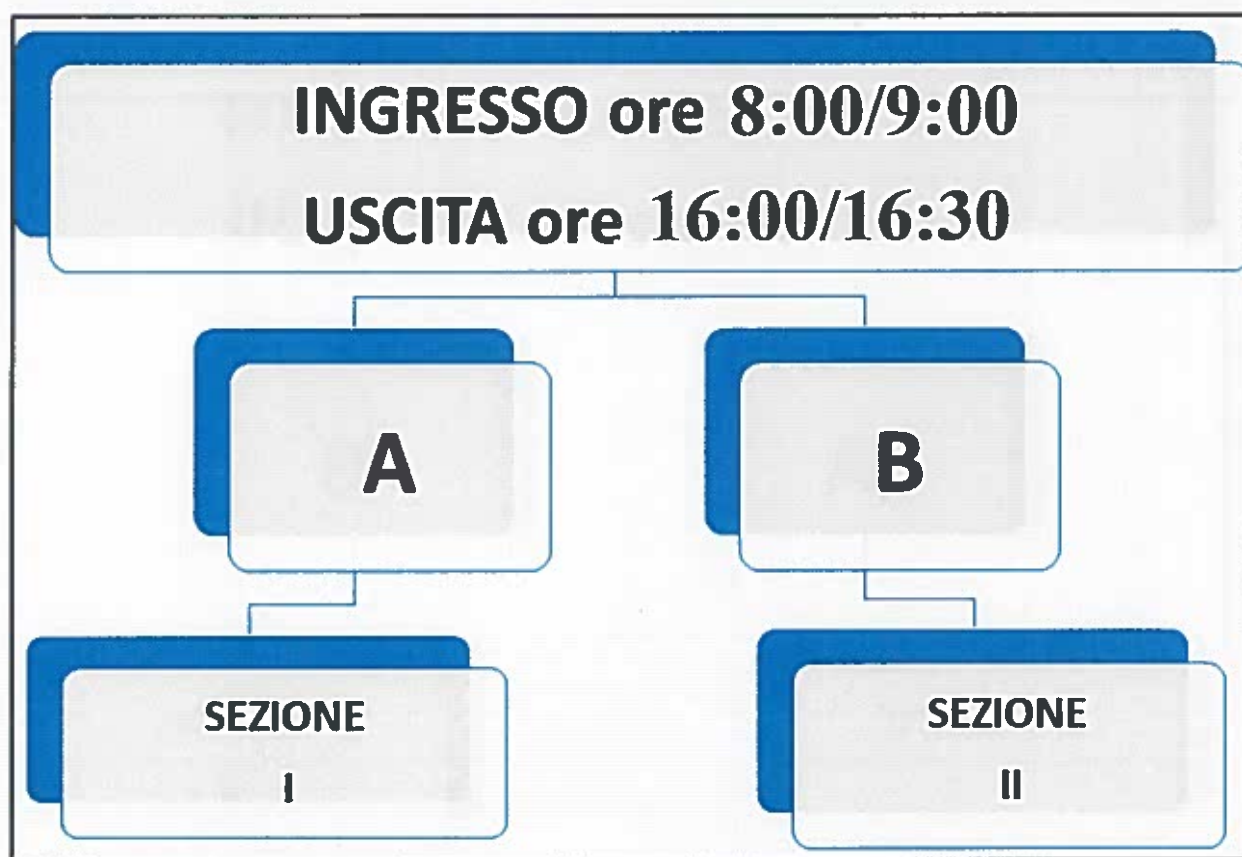 INGRESSO ore 8:00/9:00
USCITA ore 16:00/16:30
A
B
SEZIONE
I
SEZIONE
II